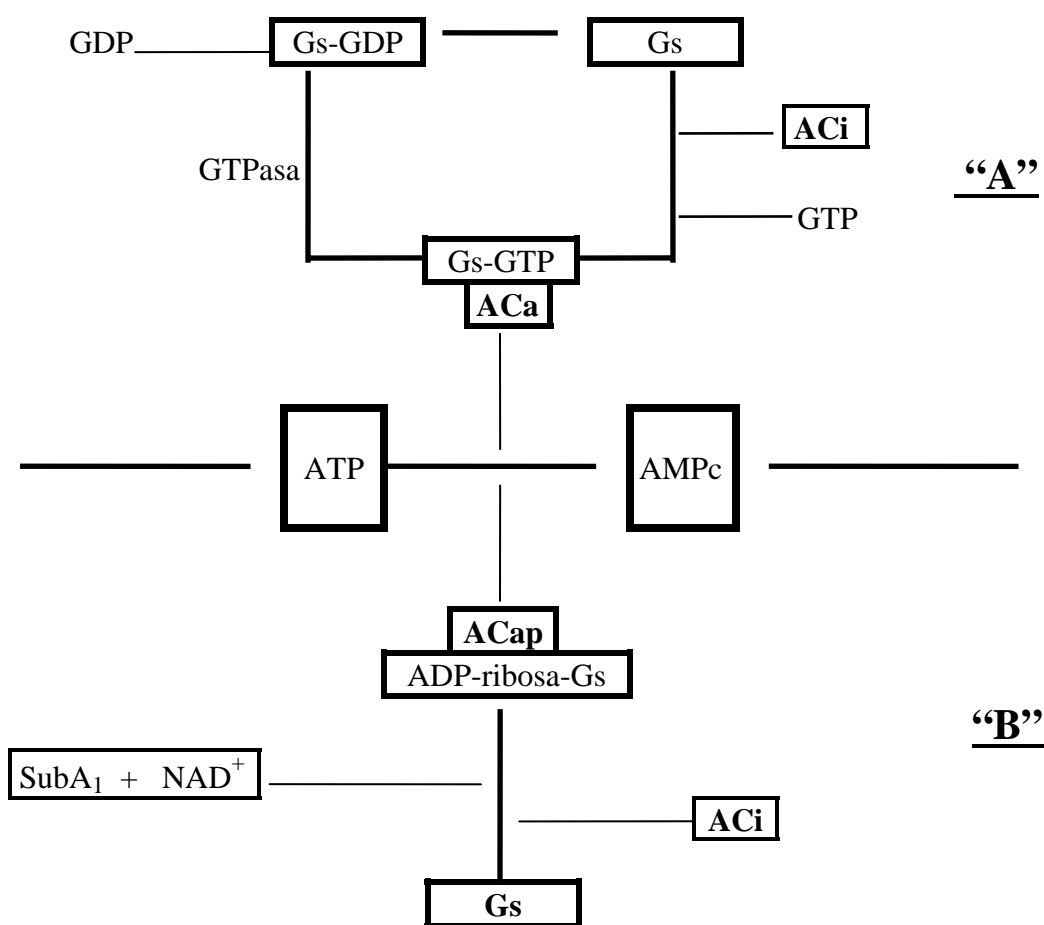 GDP Gs-GDP Gs
ACi
GTPasa “A”
GTP
Gs-GTP
ACa
ATP AMPc
ACap
ADP-ribosa-Gs
“B”
SubA₁ + NAD⁺
ACi
Gs